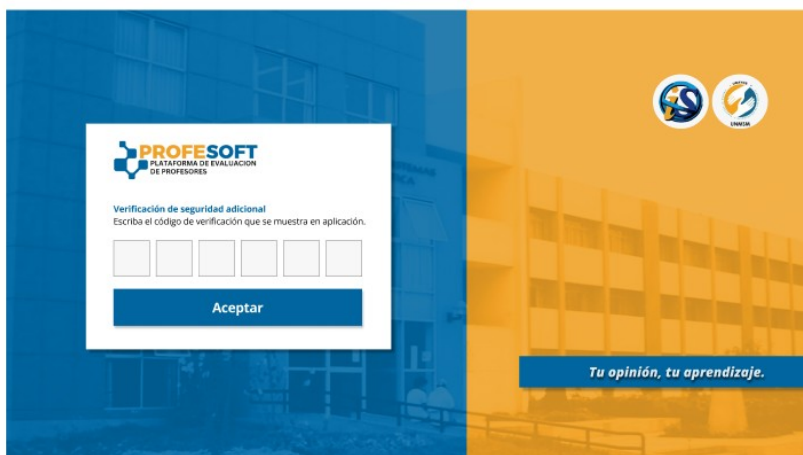 PROFESOFT
PLATAFORMA DE EVALUACION
DE PROFESORES
Verificación de seguridad adicional
Escriba el código de verificación que se muestra en aplicación.
Aceptar
UNMSM
Tu opinión, tu aprendizaje.